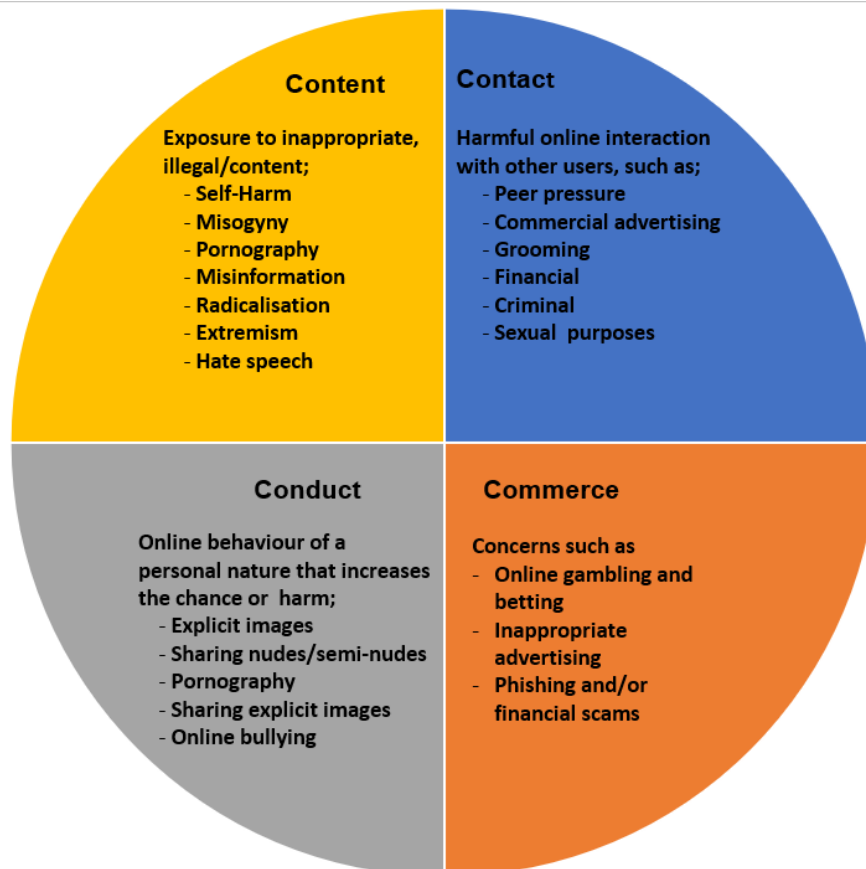 Content
Exposure to inappropriate,
illegal/content;
- Self-Harm
- Misogyny
- Pornography
- Misinformation
- Radicalisation
- Extremism
- Hate speech
Contact
Harmful online interaction
with other users, such as;
- Peer pressure
- Commercial advertising
- Grooming
- Financial
- Criminal
- Sexual purposes
Conduct
Online behaviour of a
personal nature that increases
the chance or harm;
- Explicit images
- Sharing nudes/semi-nudes
- Pornography
- Sharing explicit images
- Online bullying
Commerce
Concerns such as
- Online gambling and
betting
- Inappropriate
advertising
- Phishing and/or
financial scams